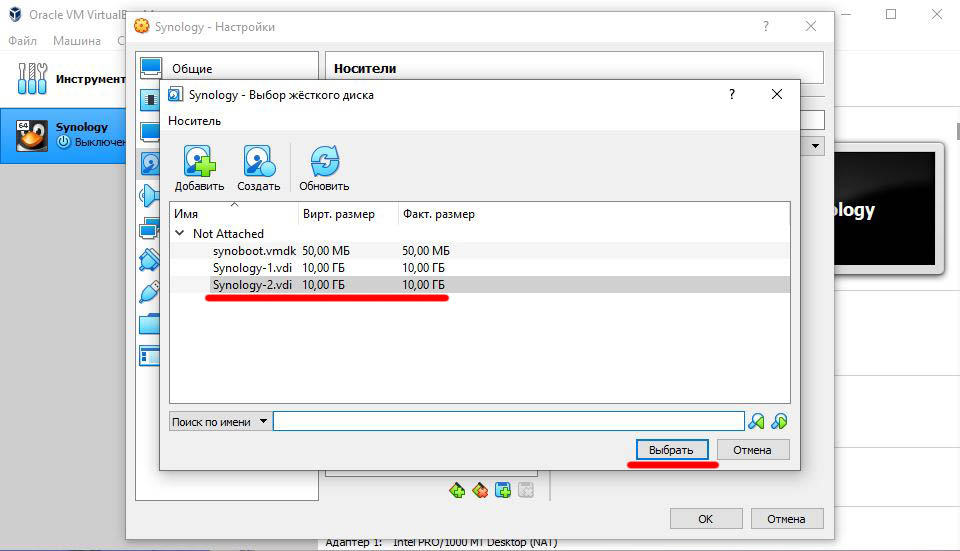 Oracle VM VirtualB
Synology - Настройки
Файл Машина С
Общие
Носители
Инструмент
64
Synology
Выключен
Synology - Выбор жёсткого диска
Носитель
Добавить Создать Обновить
Имя Вирт. размер Факт. размер
Not Attached
synoboot.vmdk 50,00 МБ 50,00 МБ
Synology-1.vdi 10,00 ГБ 10,00 ГБ
Synology-2.vdi 10,00 ГБ 10,00 ГБ
ology
Поиск по имени
Выбрать Отмена
OK Отмена
Адаптер 1: Intel PRO/1000 MT Desktop (NAT)